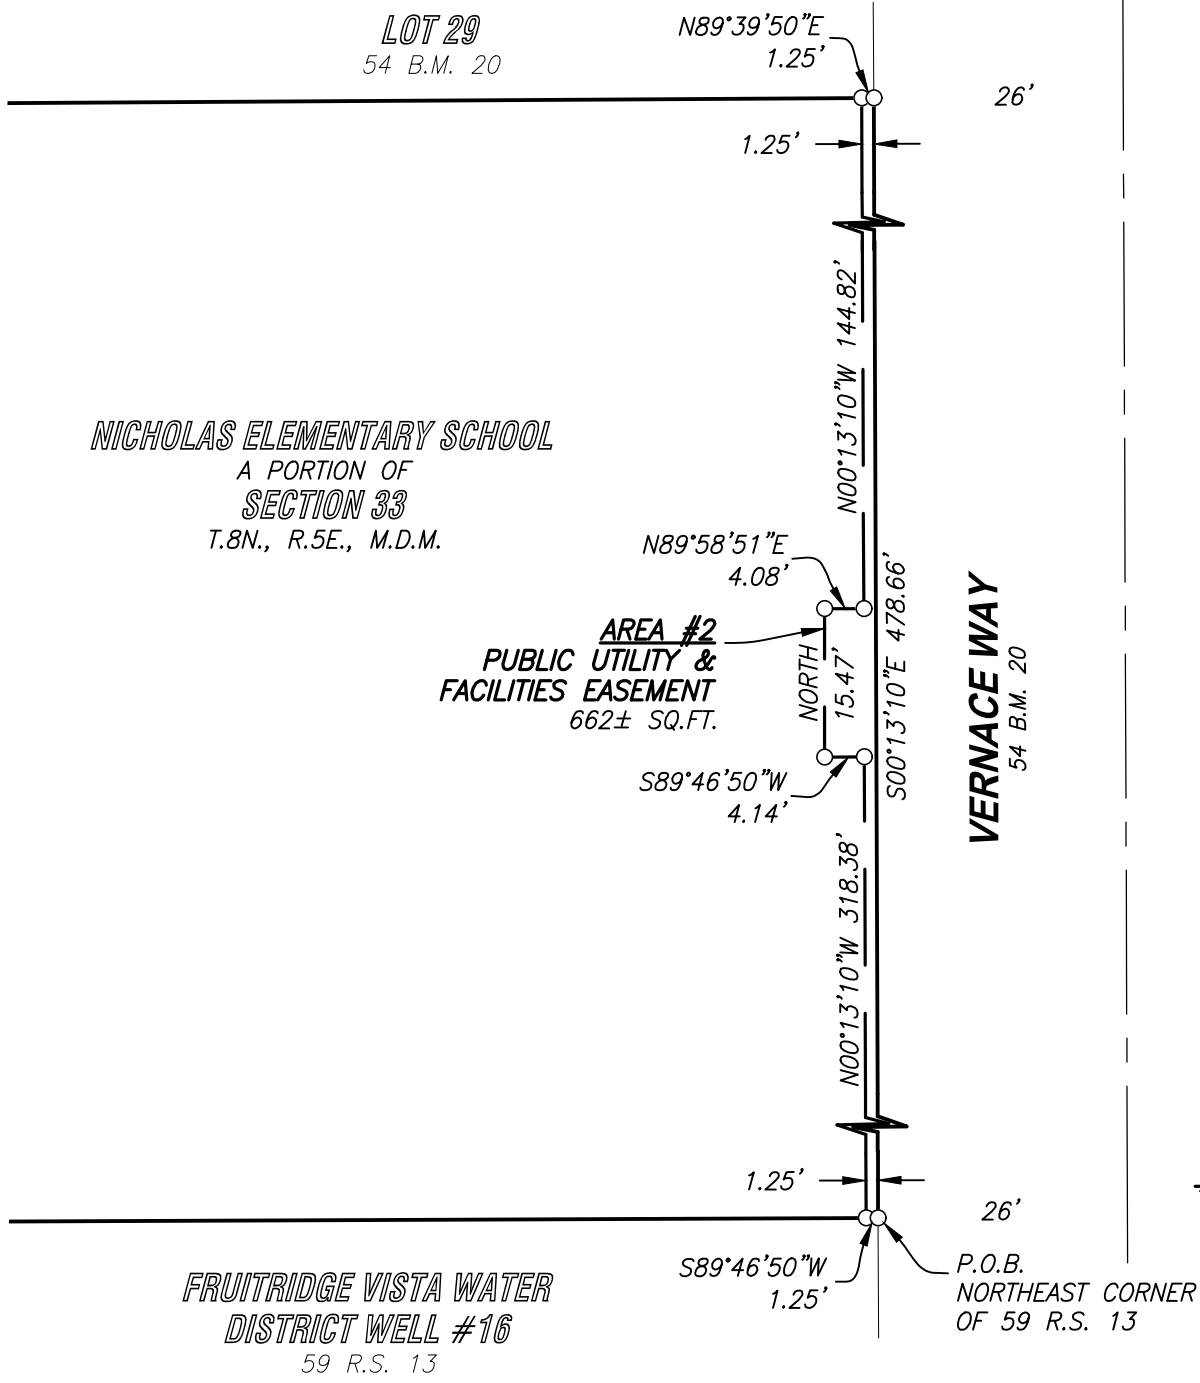 LOT 29
54 B.M. 20
N89°39'50"E
1.25'
26'
1.25'
N00°13'10"W 144.82'
NICHOLAS ELEMENTARY SCHOOL
A PORTION OF
SECTION 33
T.8N., R.5E., M.D.M.
N89°58'51"E
4.08'
AREA #2
PUBLIC UTILITY &
FACILITIES EASEMENT
662± SQ.FT.
NORTH
15.47'
S00°13'10"E 478.66'
VERNACE WAY
54 B.M. 20
S89°46'50"W
4.14'
N00°13'10"W 318.38'
1.25'
26'
S89°46'50"W
1.25'
P.O.B.
NORTHEAST CORNER
OF 59 R.S. 13
FRUITRIDGE VISTA WATER
DISTRICT WELL #16
59 R.S. 13